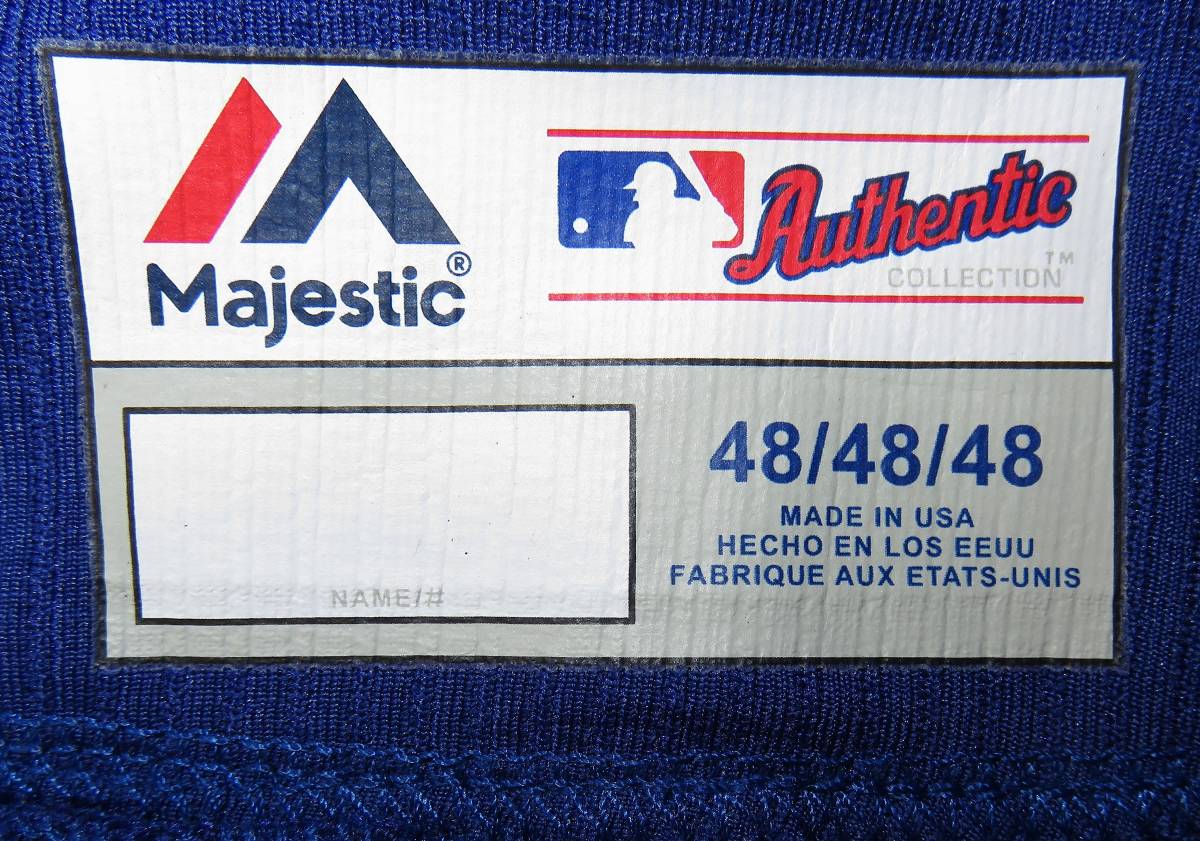 Majestic®
Authentic
COLLECTION™
NAME/#
48/48/48
MADE IN USA
HECHO EN LOS EEUU
FABRIQUE AUX ETATS-UNIS